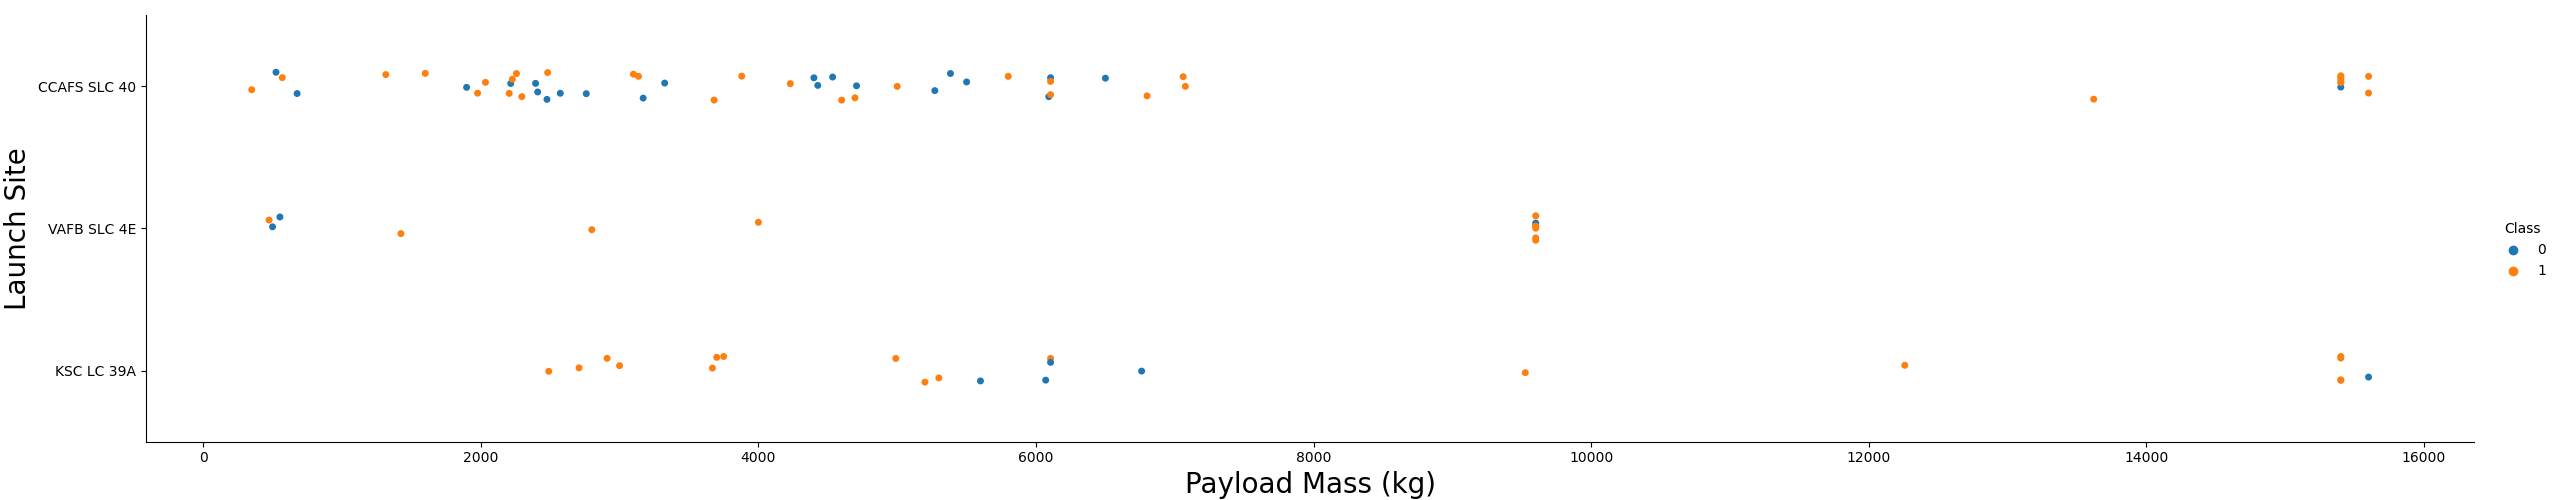 Launch Site
CCAFS SLC 40
VAFB SLC 4E
KSC LC 39A
0 2000 4000 6000 8000 10000 12000 14000 16000
Payload Mass (kg)
Class
0
1